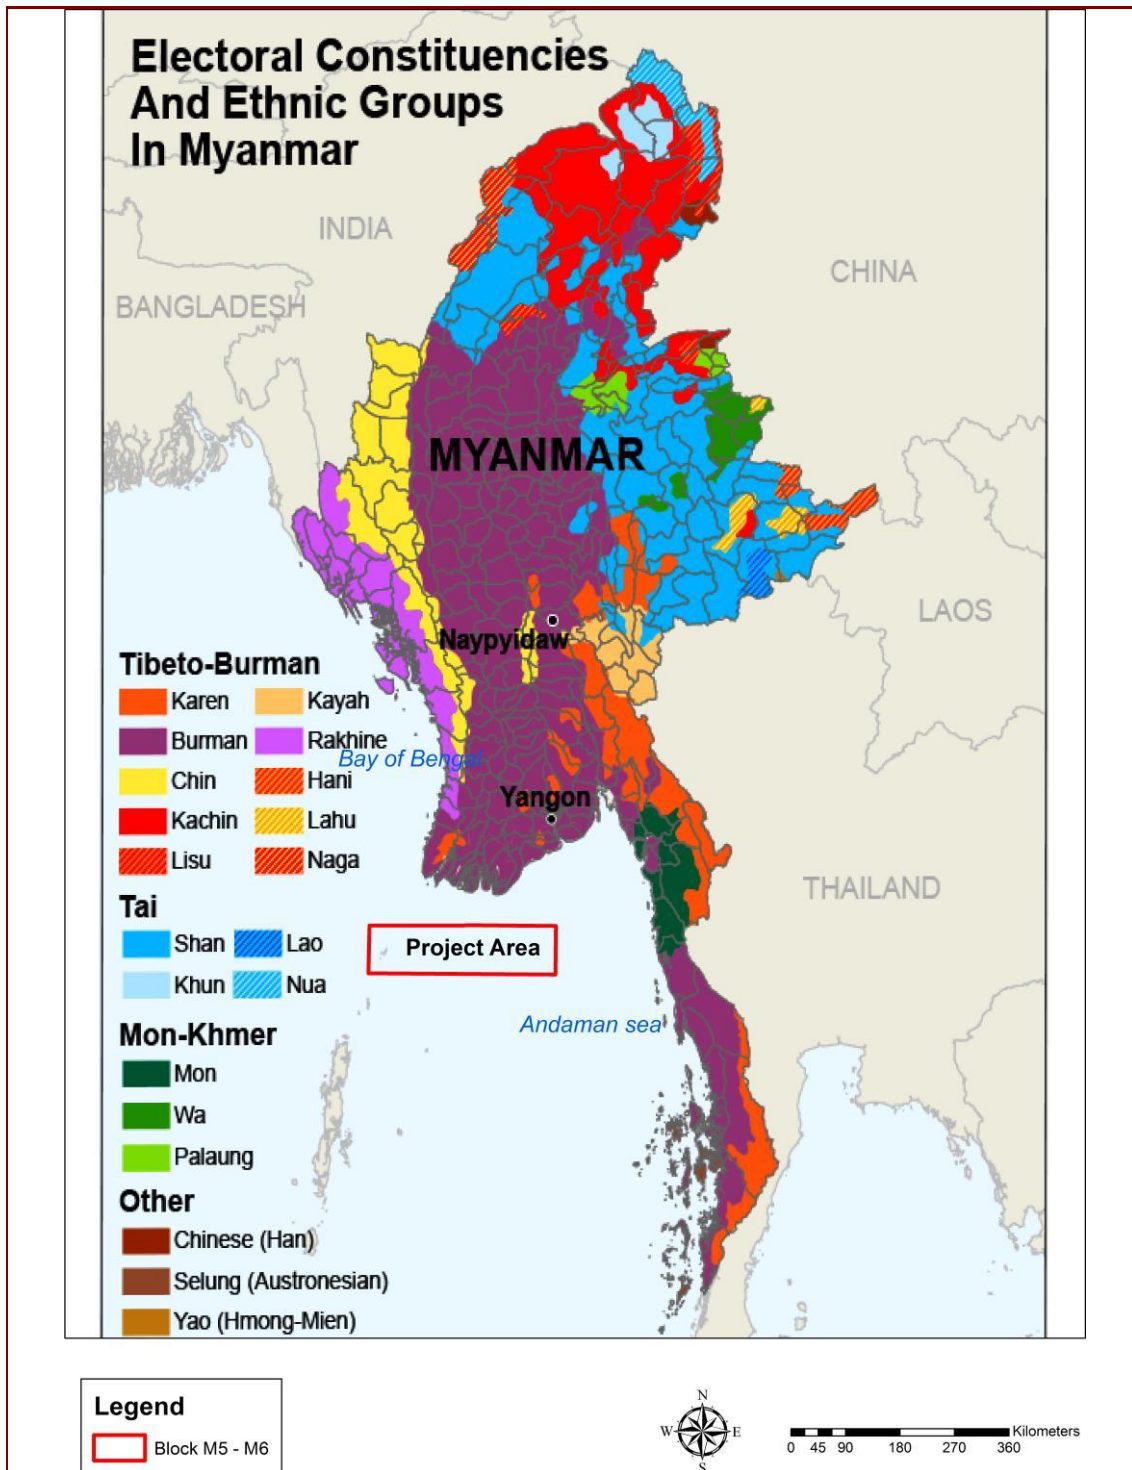 Electoral Constituencies
And Ethnic Groups
In Myanmar
INDIA
CHINA
BANGLADESH
MYANMAR
LAOS
Naypyidaw
Tibeto-Burman
Karen
Kayah
Burman
Rakhine
Bay of Bengal
Chin
Hani
Yangon
Kachin
Lahu
Lisu
Naga
THAILAND
Tai
Shan
Lao
Project Area
Khun
Nua
Andaman sea
Mon-Khmer
Mon
Wa
Palaung
Other
Chinese (Han)
Selung (Austronesian)
Yao (Hmong-Mien)
Legend
Block M5 - M6
N
W
E
S
Kilometers
0 45 90 180 270 360